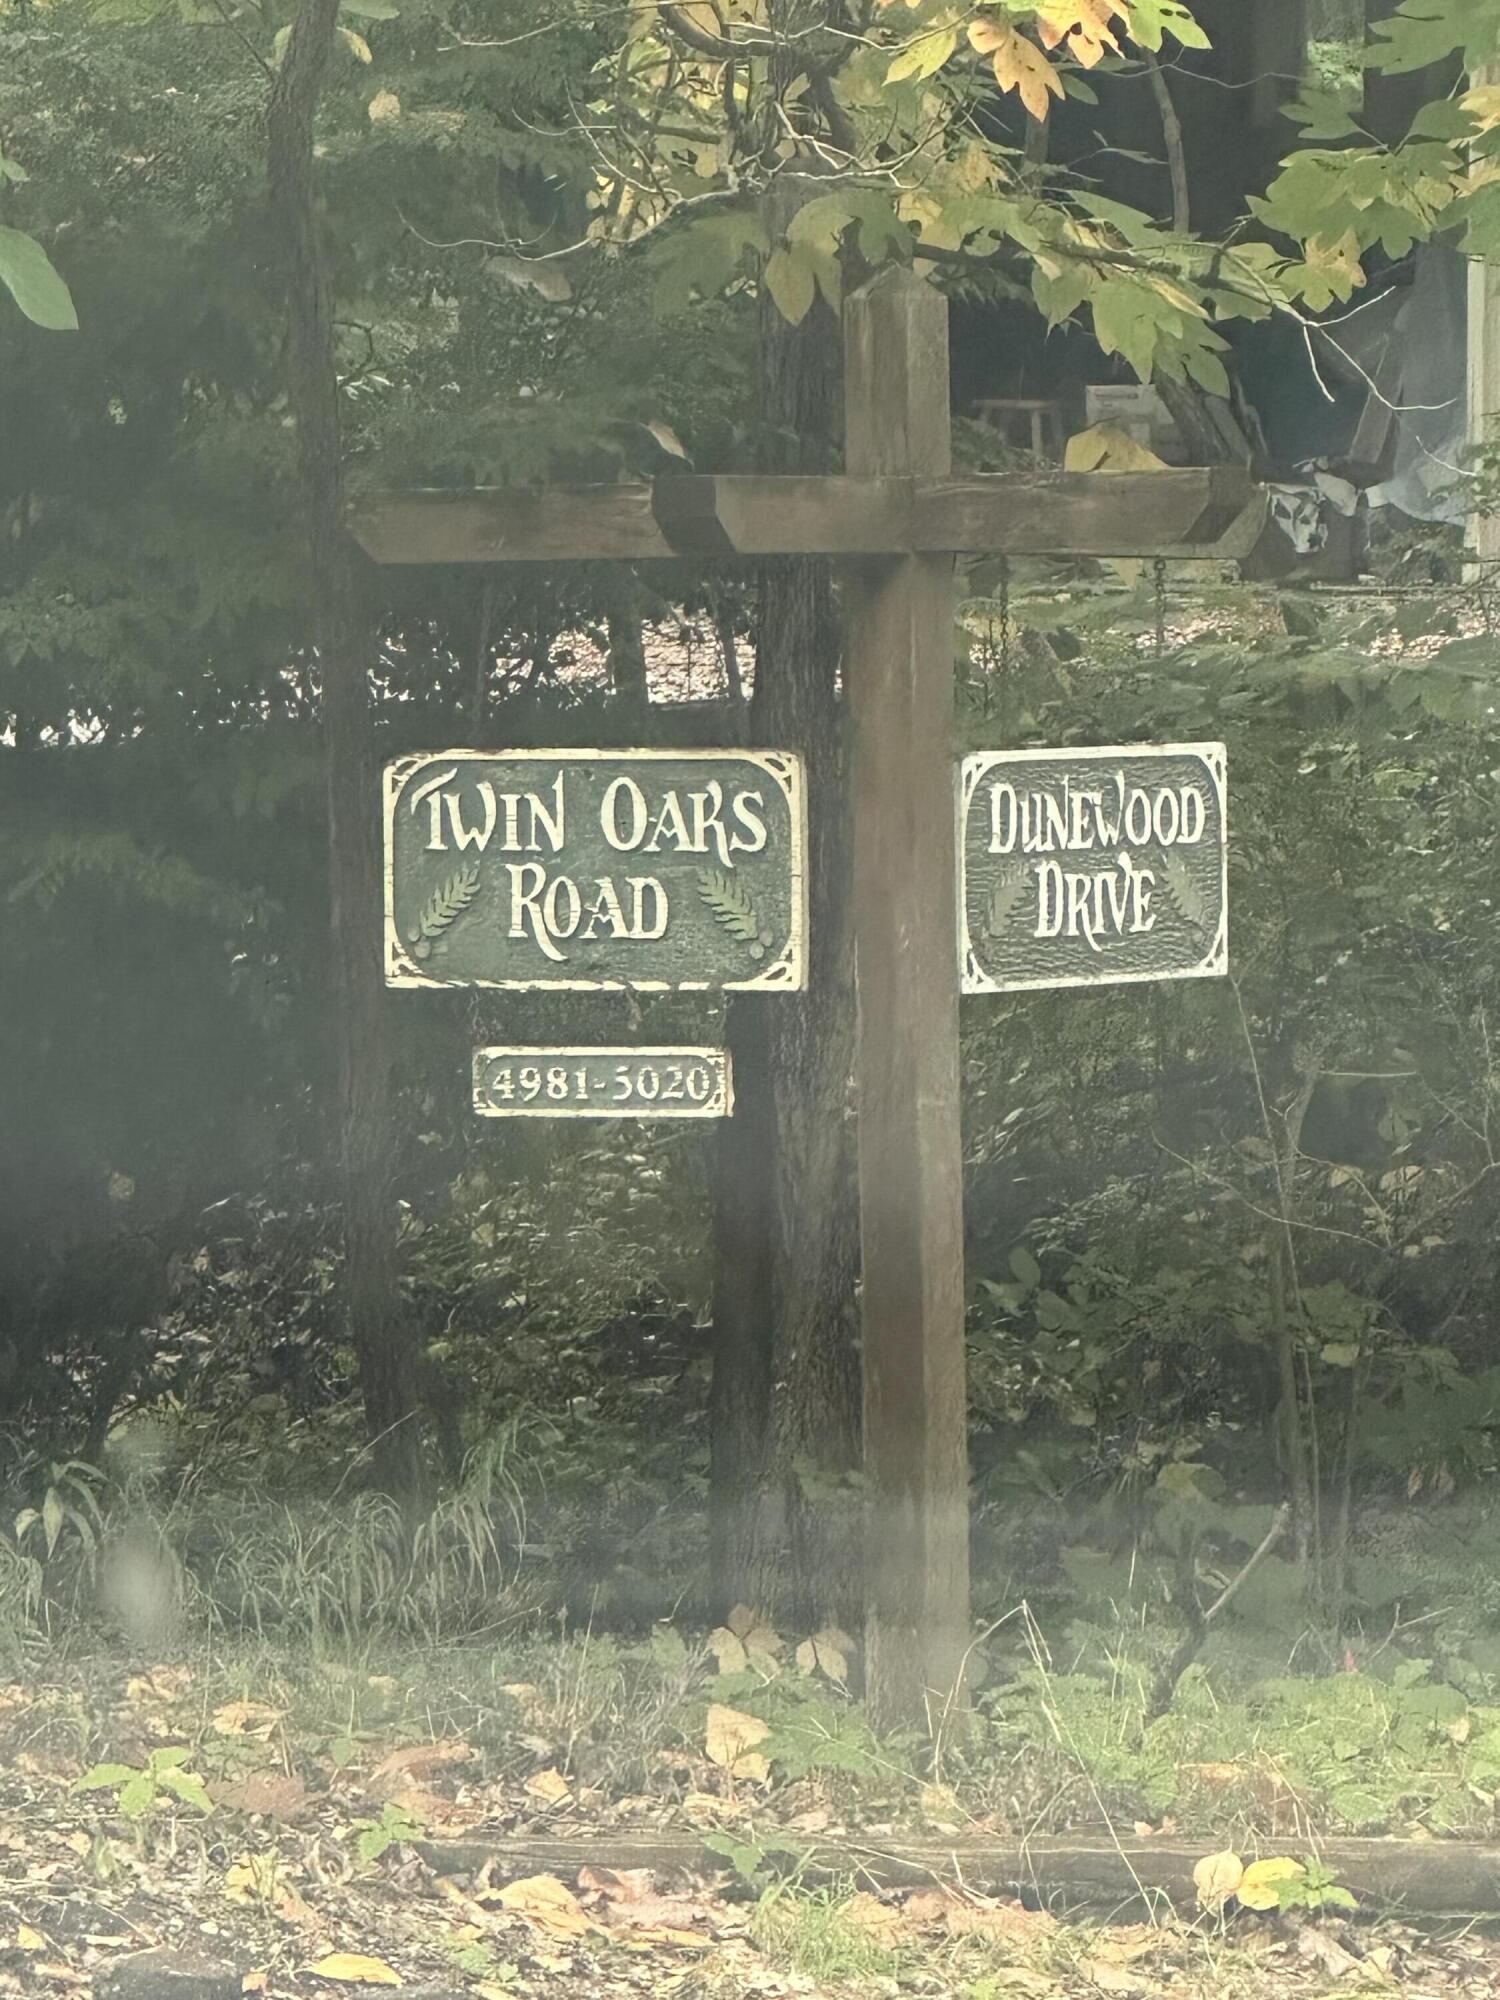 TWIN OAKS
ROAD
4981-5020
DUNEWOOD
DRIVE